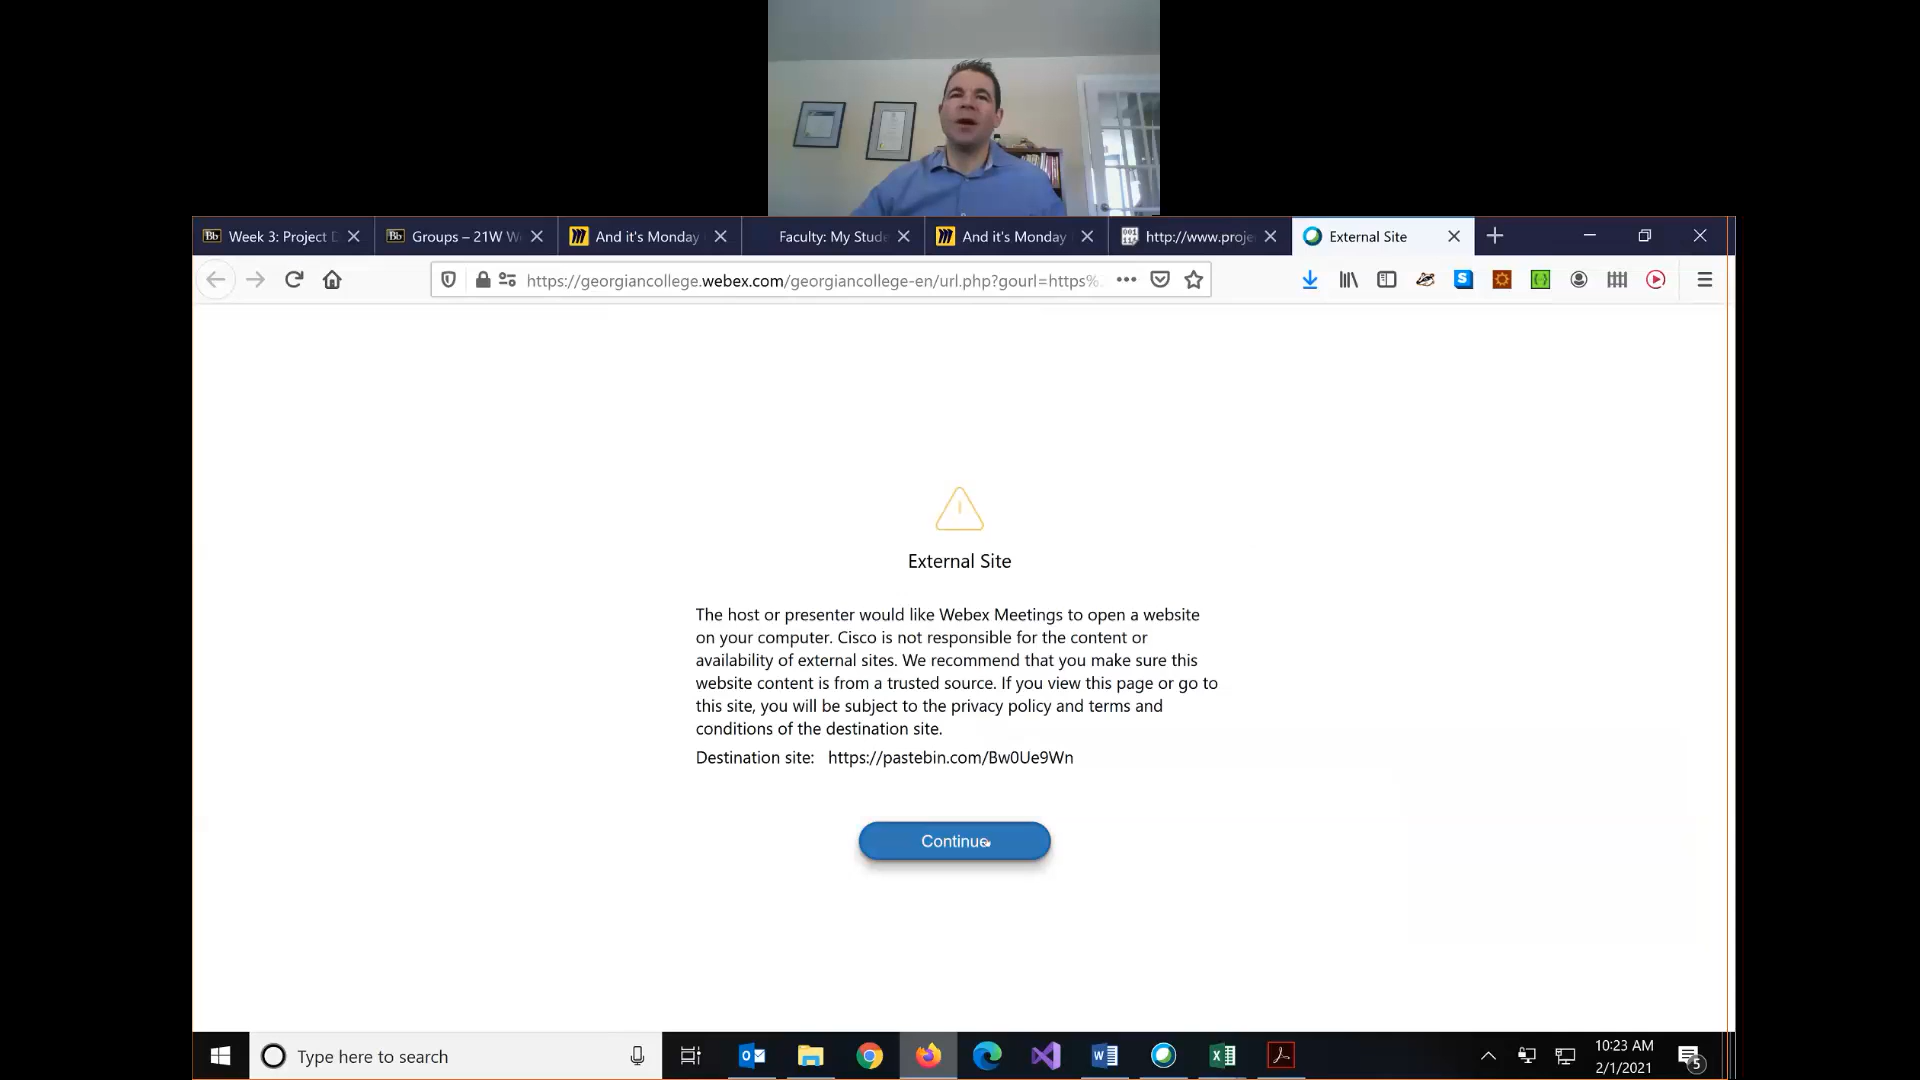 Week 3: Project D
Groups – 21W W
And it's Monday
Faculty: My Stude
And it's Monday
http://www.proje
External Site
https://georgiancollege.webex.com/georgiancollege-en/url.php?gourl=https%
External Site
The host or presenter would like Webex Meetings to open a website
on your computer. Cisco is not responsible for the content or
availability of external sites. We recommend that you make sure this
website content is from a trusted source. If you view this page or go to
this site, you will be subject to the privacy policy and terms and
conditions of the destination site.
Destination site: https://pastebin.com/Bw0Ue9Wn
Continue
Type here to search
10:23 AM
2/1/2021
5